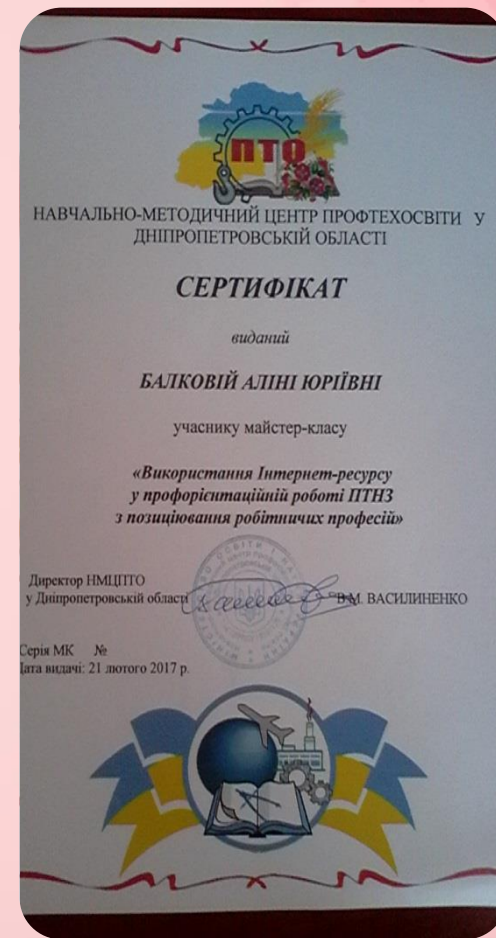 ПТО
НАВЧАЛЬНО-МЕТОДИЧНИЙ ЦЕНТР ПРОФТЕХОСВІТИ У
ДНІПРОПЕТРОВСЬКІЙ ОБЛАСТІ
СЕРТИФІКАТ
виданий
БАЛКОВІЙ АЛІНІ ЮРІЇВНІ
учаснику майстер-класу
«Використання Інтернет-ресурсу
у профорієнтаційній роботі ПТНЗ
з позиціювання робітничих професій»
Директор НМЦПТО
у Дніпропетровській області В.М. ВАСИЛИНЕНКО
Серія МК №
Дата видачі: 21 лютого 2017 р.